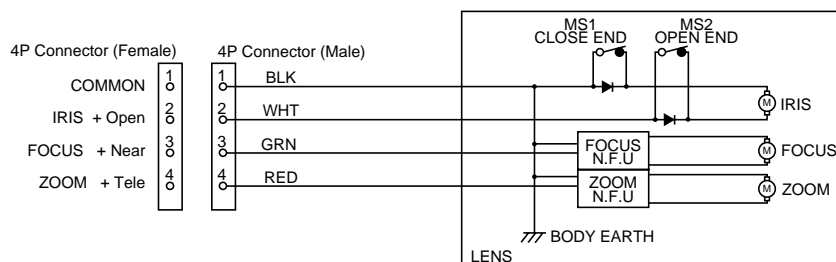 MS1
CLOSE END
MS2
OPEN END
4P Connector (Female)
4P Connector (Male)
COMMON
1
1
BLK
IRIS + Open
2
2
WHT
M
IRIS
FOCUS + Near
3
3
GRN
FOCUS
N.F.U
M
FOCUS
ZOOM + Tele
4
4
RED
ZOOM
N.F.U
M
ZOOM
BODY EARTH
LENS